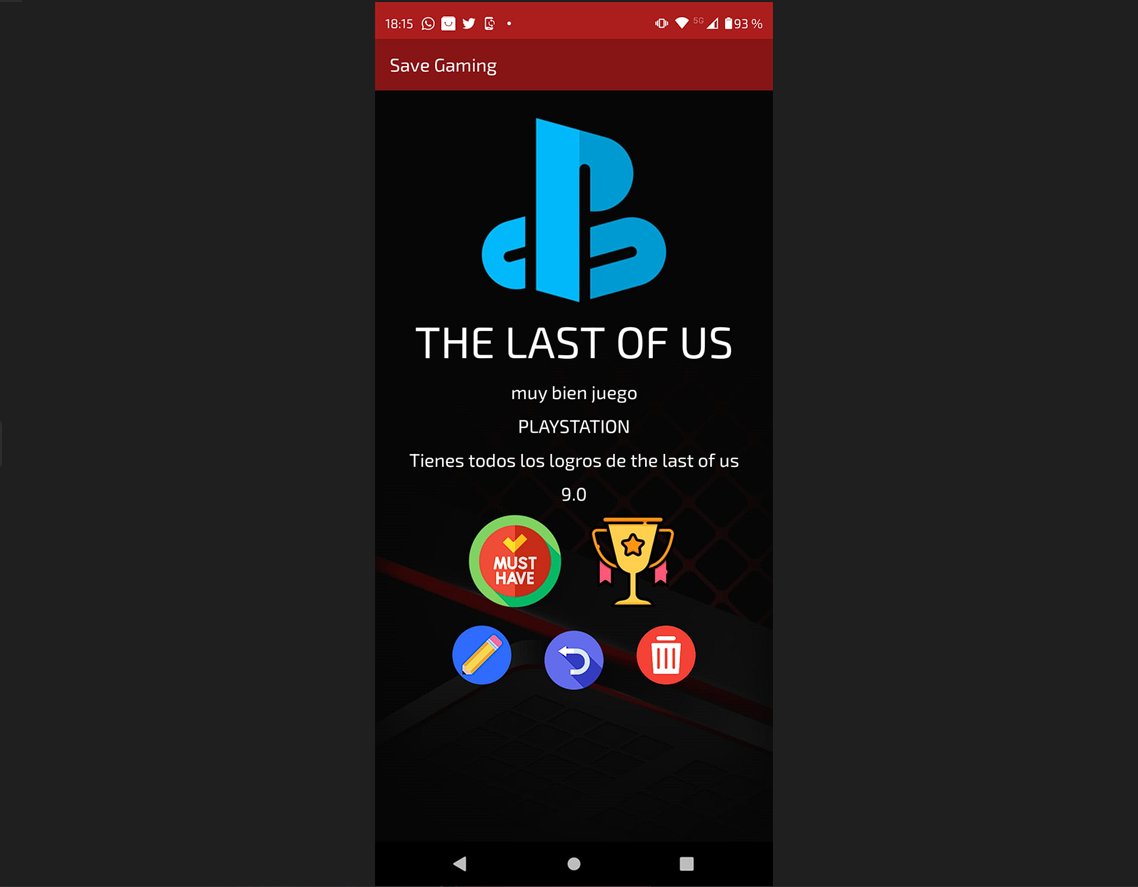 18:15
5G
93 %
Save Gaming
THE LAST OF US
muy bien juego
PLAYSTATION
Tienes todos los logros de the last of us
9.0
MUST
HAVE